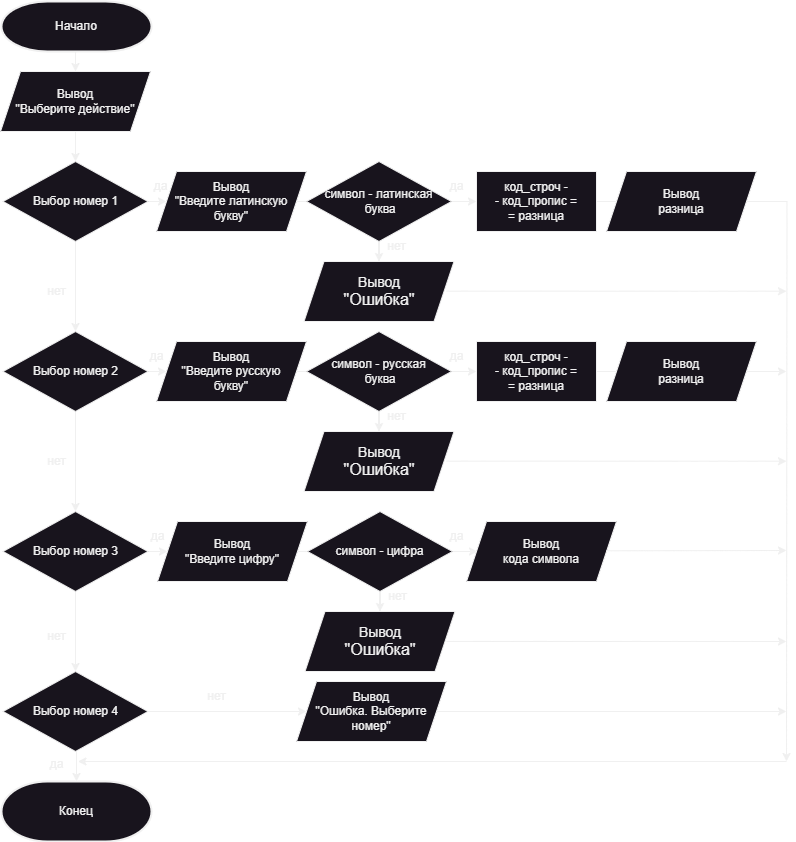 Начало
Вывод
"Выберите действие"
Выбор номер 1
да
Вывод
"Введите латинскую
букву"
символ - латинская
буква
да
код_строч -
- код_пропис =
= разница
Вывод
разница
нет
Вывод
"Ошибка"
нет
Выбор номер 2
да
Вывод
"Введите русскую
букву"
символ - русская
буква
да
код_строч -
- код_пропис =
= разница
Вывод
разница
нет
Вывод
"Ошибка"
нет
Выбор номер 3
да
Вывод
"Введите цифру"
символ - цифра
да
Вывод
кода символа
нет
Вывод
"Ошибка"
нет
Выбор номер 4
нет
Вывод
"Ошибка. Выберите
номер"
да
Конец